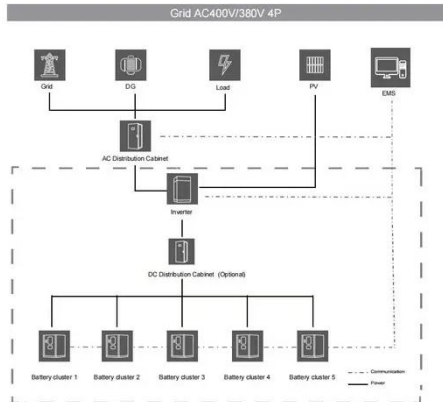 Grid AC400V/380V 4P
Grid
DG
Load
PV
EMS
AC Distribution Cabinet
Inverter
DC Distribution Cabinet (Optional)
Battery cluster 1
Battery cluster 2
Battery cluster 3
Battery cluster 4
Battery cluster 5
Communication
Power